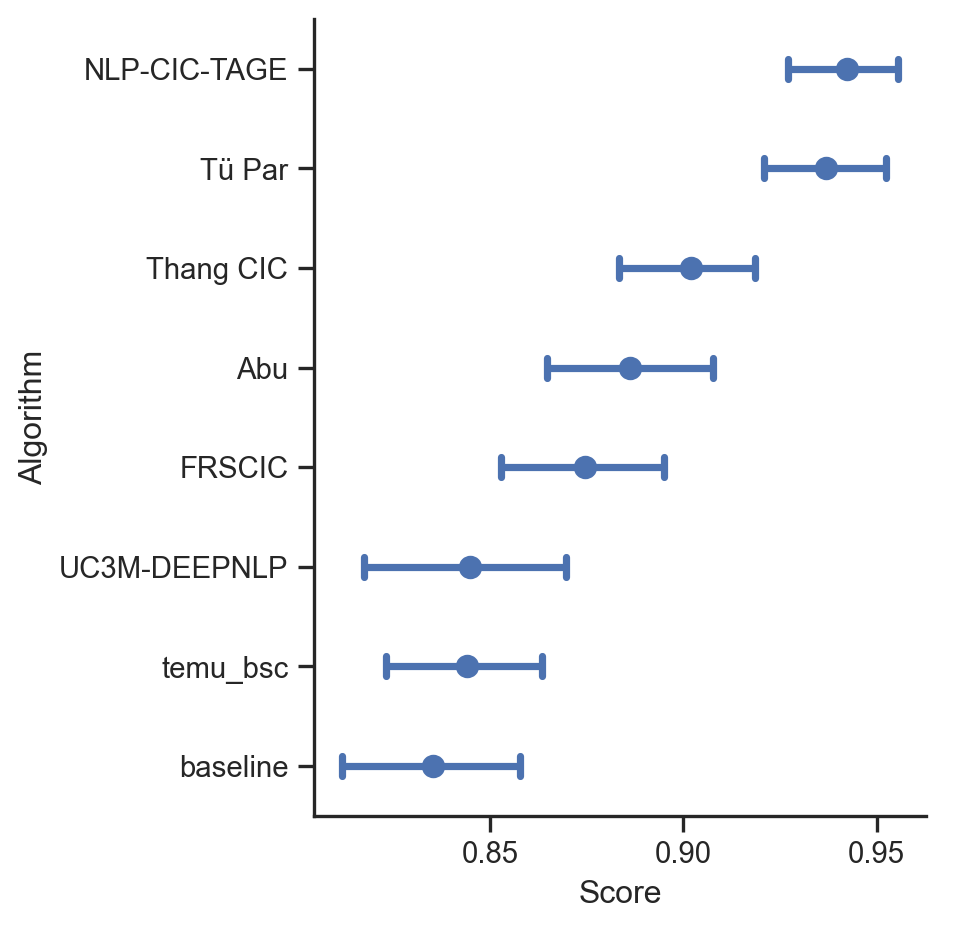 NLP-CIC-TAGE
Tü Par
Thang CIC
Abu
FRSCIC
UC3M-DEEPNLP
temu_bsc
baseline
Algorithm
0.85 0.90 0.95
Score